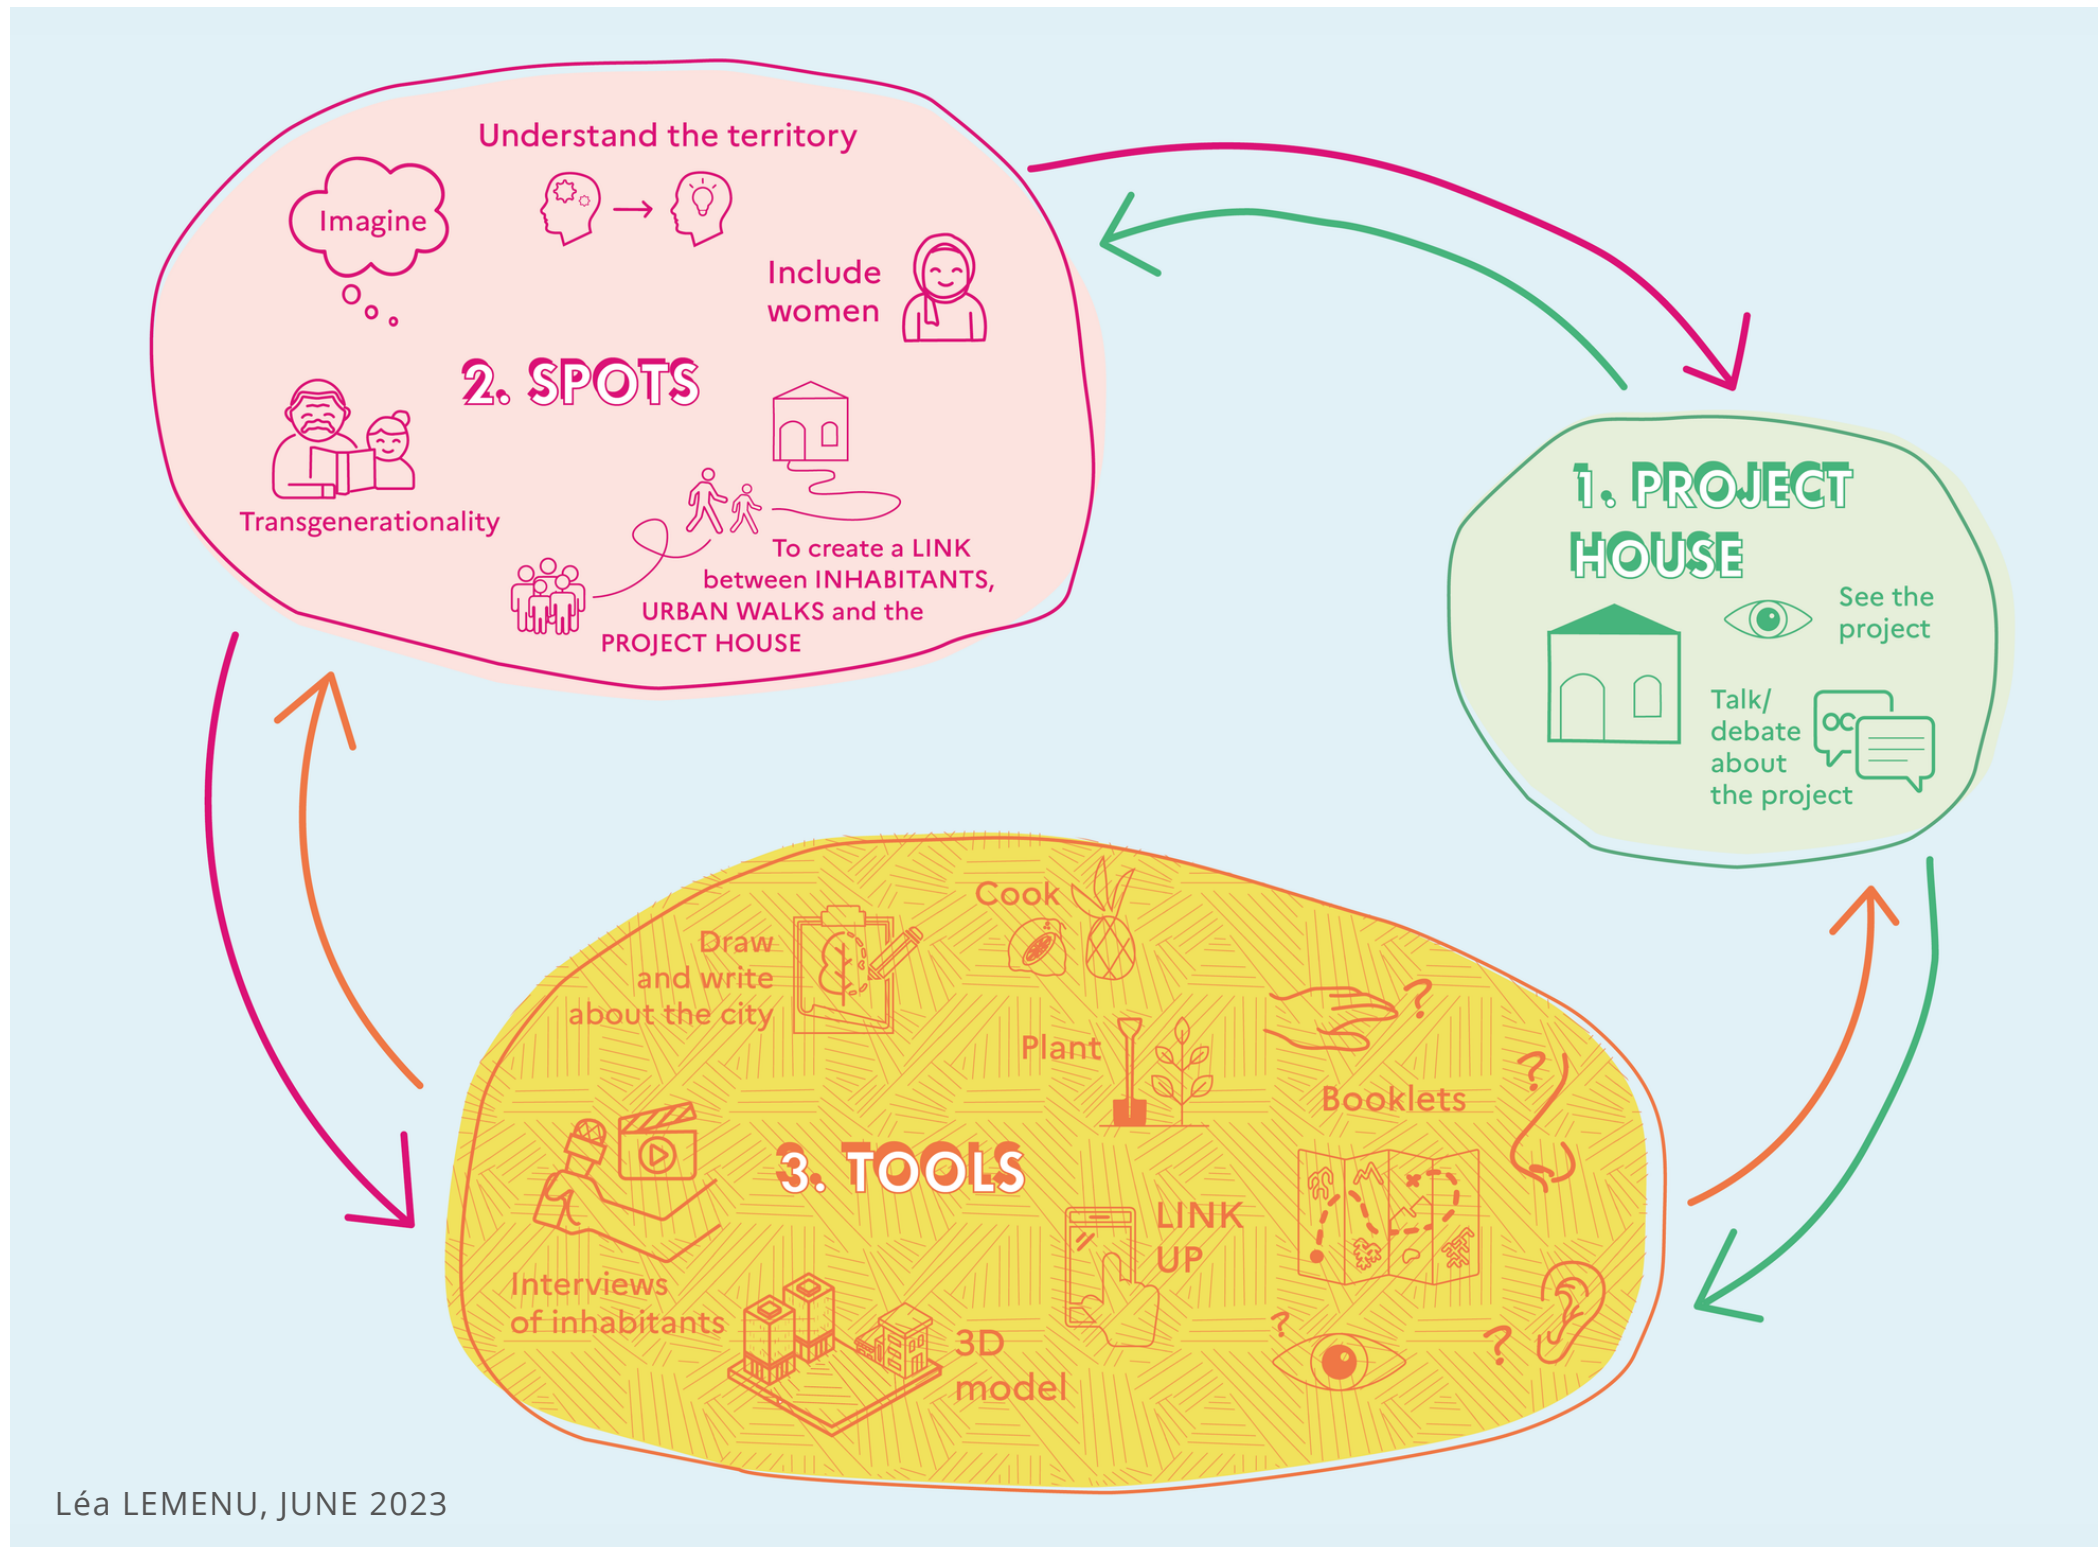 Understand the territory
Imagine
Include
women
2. SPOTS
Transgenerationality
To create a LINK
between INHABITANTS,
URBAN WALKS and the
PROJECT HOUSE
1. PROJECT
HOUSE
See the
project
Talk/
debate
about
the project
OC
Cook
Draw
and write
about the city
?
Plant
?
Booklets
3. TOOLS
LINK
UP
Interviews
of inhabitants
?
?
3D
model
Léa LEMENU, JUNE 2023